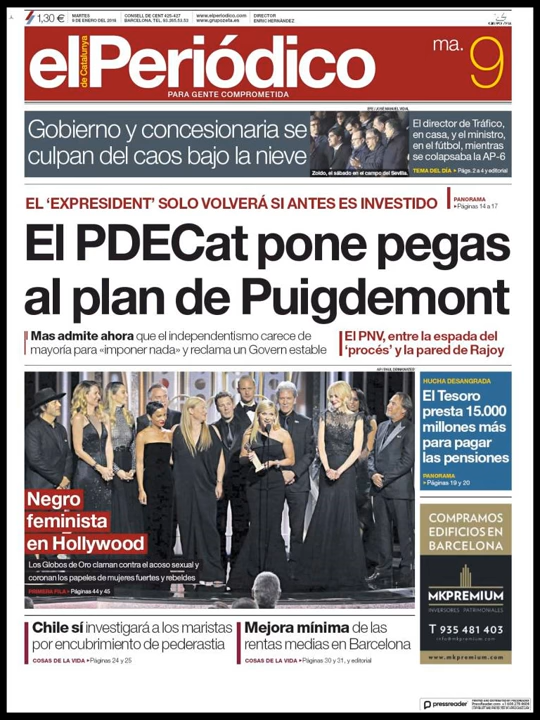 1,30 €
MARTES
9 DE ENERO DEL 2018
CONSELL DE CENT 425-427
BARCELONA. TEL. 93.265.53.53
www.elperiodico.com
www.grupozeta.es
DIRECTOR
ENRIC HERNÀNDEZ
el Periódico
de Catalunya
PARA GENTE COMPROMETIDA
ma. 9
Gobierno y concesionaria se
culpan del caos bajo la nieve
EFE / JOSÉ MANUEL VIDAL
Zoido, el sábado en el campo del Sevilla.
El director de Tráfico,
en casa, y el ministro,
en el fútbol, mientras
se colapsaba la AP-6
TEMA DEL DÍA ▸ Págs. 2 a 4 y editorial
EL ‘EXPRESIDENT’ SOLO VOLVERÁ SI ANTES ES INVESTIDO
PANORAMA
▸ Páginas 14 a 17
El PDECat pone pegas
al plan de Puigdemont
Mas admite ahora que el independentismo carece de
mayoría para «imponer nada» y reclama un Govern estable
El PNV, entre la espada del
‘procés’ y la pared de Rajoy
Negro
feminista
en Hollywood
Los Globos de Oro claman contra el acoso sexual y
coronan los papeles de mujeres fuertes y rebeldes
PRIMERA FILA ▸ Páginas 44 y 45
HUCHA DESANGRADA
El Tesoro
presta 15.000
millones más
para pagar
las pensiones
PANORAMA
▸ Páginas 19 y 20
COMPRAMOS
EDIFICIOS EN
BARCELONA
MKPREMIUM
INVERSORES PATRIMONIALES
T 935 481 403
info@mkpremium.com
www.mkpremium.com
Chile sí investigará a los maristas
por encubrimiento de pederastia
COSAS DE LA VIDA ▸ Páginas 24 y 25
Mejora mínima de las
rentas medias en Barcelona
COSAS DE LA VIDA ▸ Páginas 30 y 31, y editorial
pressreader